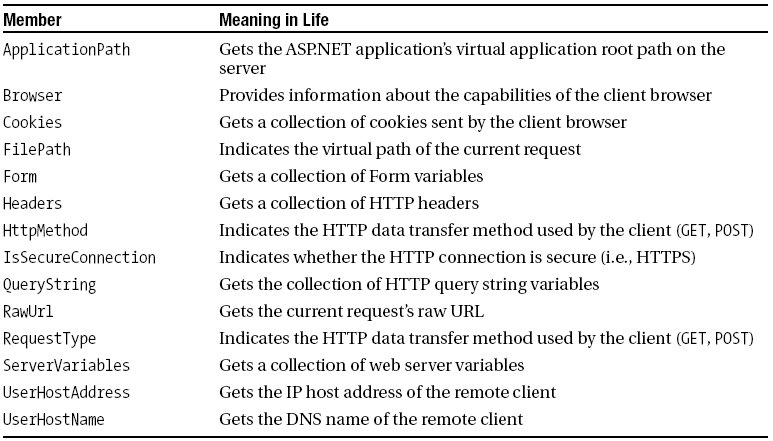 Member Meaning in Life
ApplicationPath Gets the ASP.NET application's virtual application root path on the
server
Browser Provides information about the capabilities of the client browser
Cookies Gets a collection of cookies sent by the client browser
FilePath Indicates the virtual path of the current request
Form Gets a collection of Form variables
Headers Gets a collection of HTTP headers
HttpMethod Indicates the HTTP data transfer method used by the client (GET, POST)
IsSecureConnection Indicates whether the HTTP connection is secure (i.e., HTTPS)
QueryString Gets the collection of HTTP query string variables
RawUrl Gets the current request's raw URL
RequestType Indicates the HTTP data transfer method used by the client (GET, POST)
ServerVariables Gets a collection of web server variables
UserHostAddress Gets the IP host address of the remote client
UserHostName Gets the DNS name of the remote client